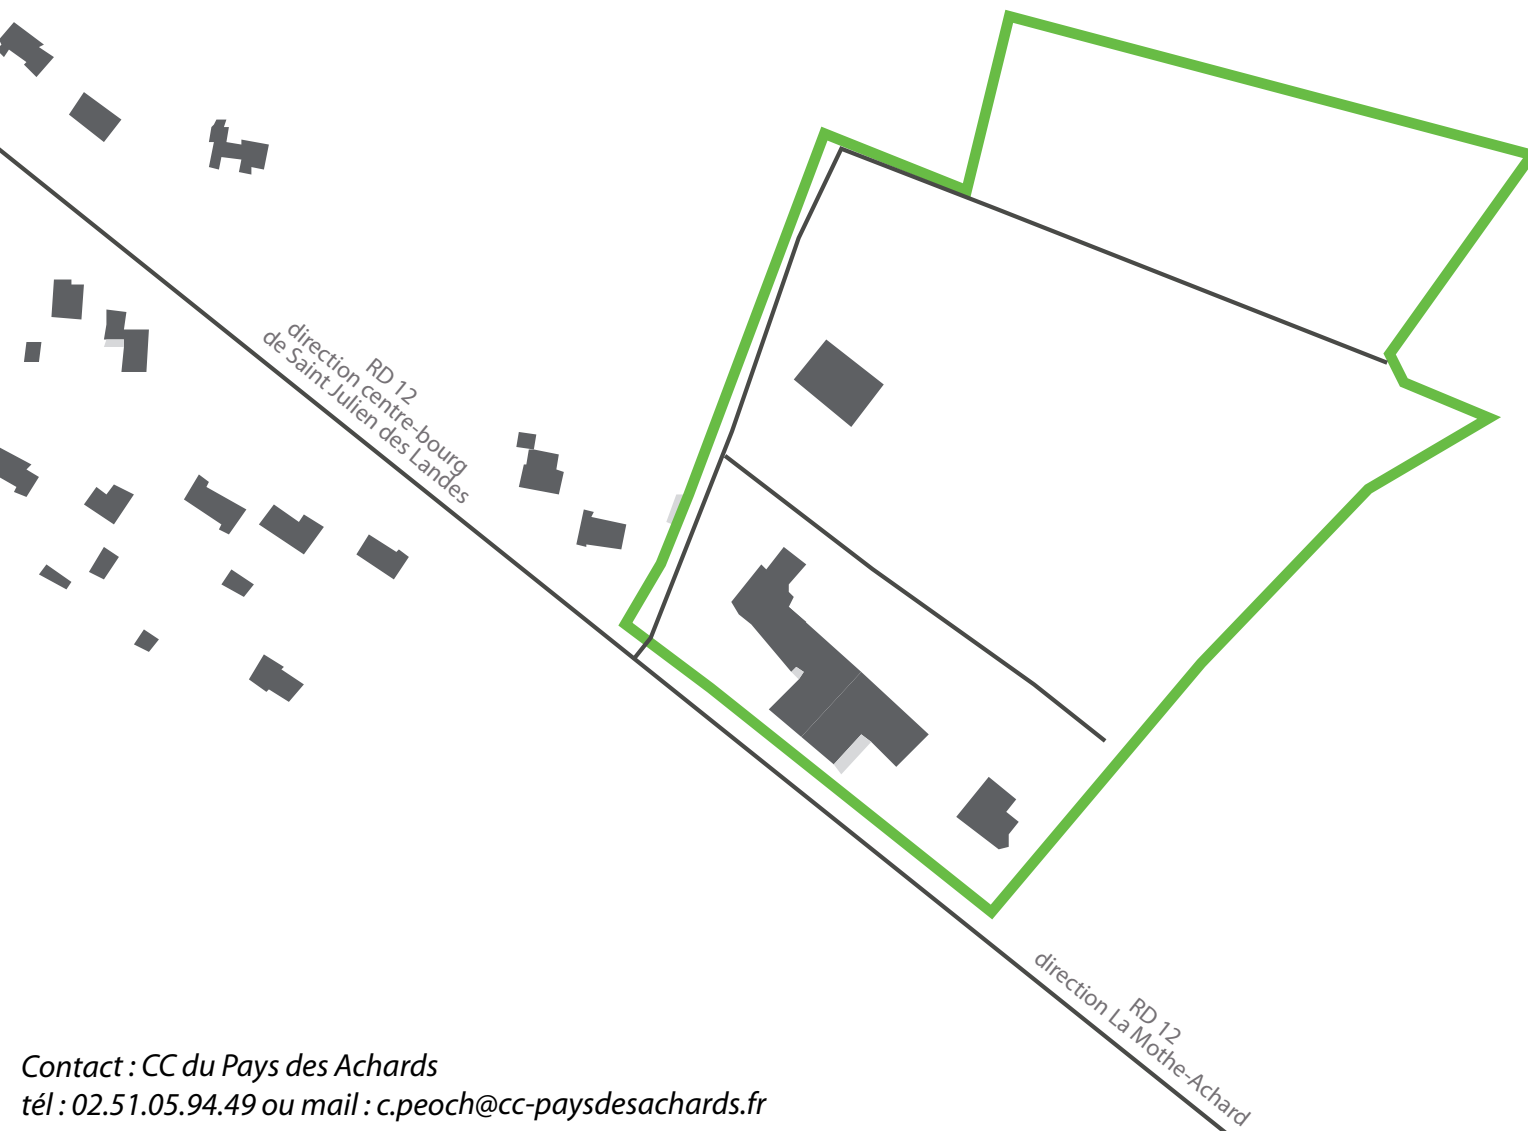 RD 12
direction centre-bourg
de Saint Julien des Landes
RD 12
direction La Mothe-Achard
Contact : CC du Pays des Achards
tél : 02.51.05.94.49 ou mail : c.peoch@cc-paysdesachards.fr